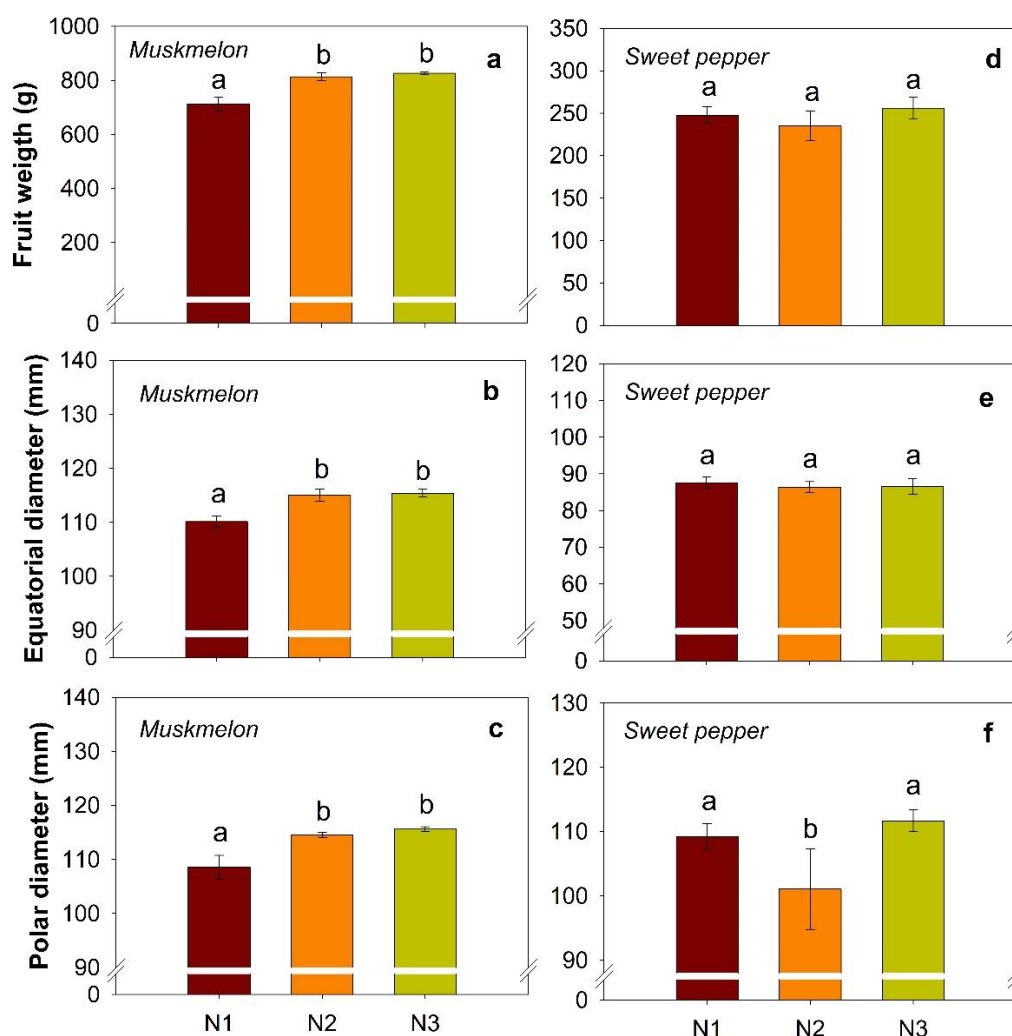 Fruit weigth (g)
1000
800
600
400
200
0
Muskmelon
a
a
b
b
350
300
250
200
150
100
50
0
Sweet pepper
d
a
a
a
Equatorial diameter (mm)
140
130
120
110
100
90
0
Muskmelon
b
a
b
b
120
110
100
90
80
70
60
50
0
Sweet pepper
e
a
a
a
Polar diameter (mm)
140
130
120
110
100
90
0
Muskmelon
c
a
b
b
N1 N2 N3
130
120
110
100
90
0
Sweet pepper
f
a
b
a
N1 N2 N3